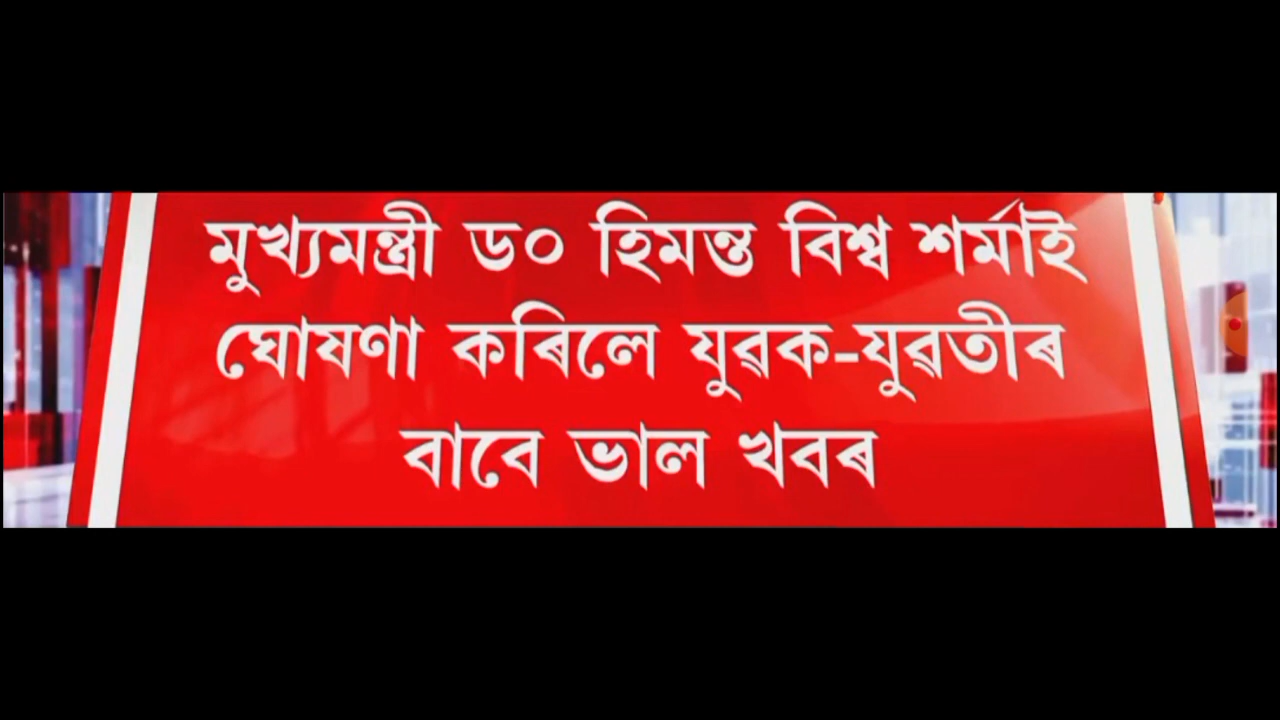 মুখ্যমন্ত্ৰী ড০ হিমন্ত বিশ্ব শৰ্মাই
ঘোষণা কৰিলে যুৱক-যুৱতীৰ
বাবে ভাল খবৰ